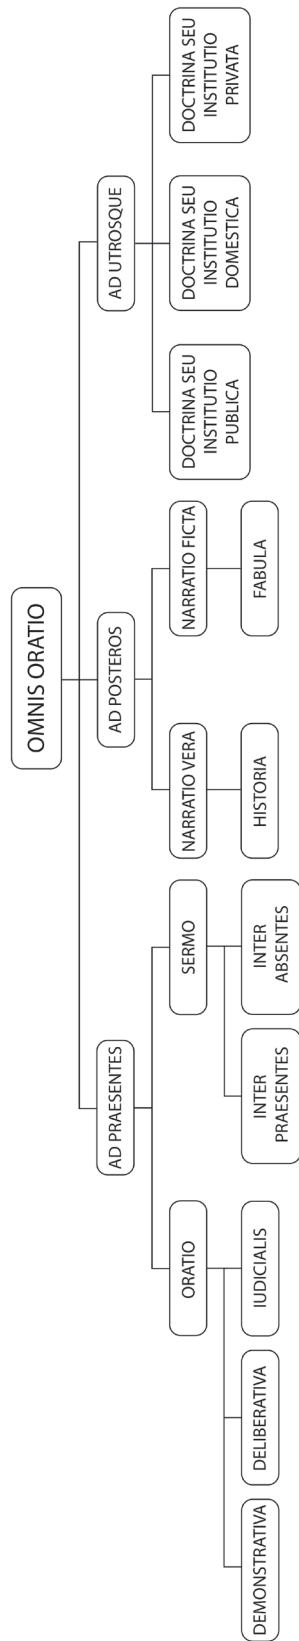 OMNIS ORATIO
AD PRAESENTES
AD POSTEROS
AD UTROSQUE
ORATIO
SERMO
NARRATIO VERA
NARRATIO FICTA
DOCTRINA SEU
INSTITUTIO
PUBLICA
DOCTRINA SEU
INSTITUTIO
DOMESTICA
DOCTRINA SEU
INSTITUTIO
PRIVATA
DEMONSTRATIVA
DELIBERATIVA
IUDICIALIS
INTER
PRAESENTES
INTER
ABSENTES
HISTORIA
FABULA